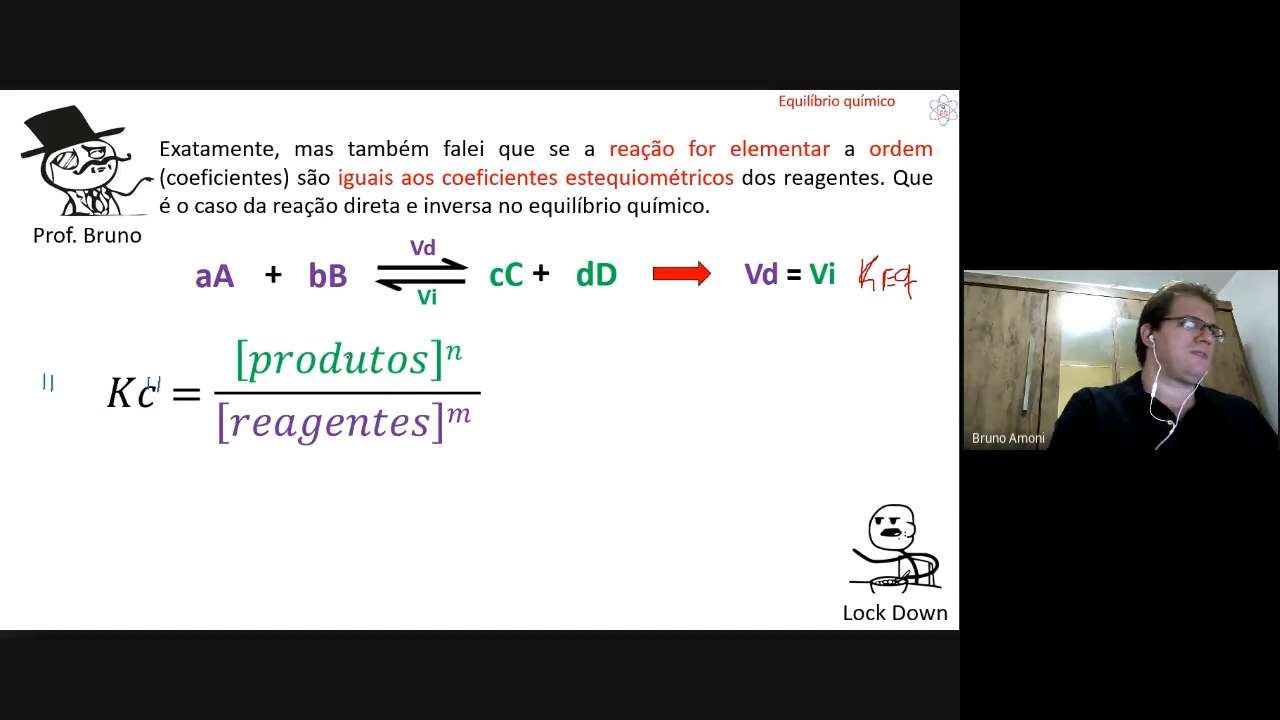 Equilíbrio químico
Exatamente, mas também falei que se a reação for elementar a ordem
(coeficientes) são iguais aos coeficientes estequiométricos dos reagentes. Que
é o caso da reação direta e inversa no equilíbrio químico.
Prof. Bruno
Vd
aA + bB ⇌ cC + dD Vd = Vi KEq
Vi
[produtos]ⁿ
Kc =
[reagentes]ᵐ
Bruno Amoni
Lock Down